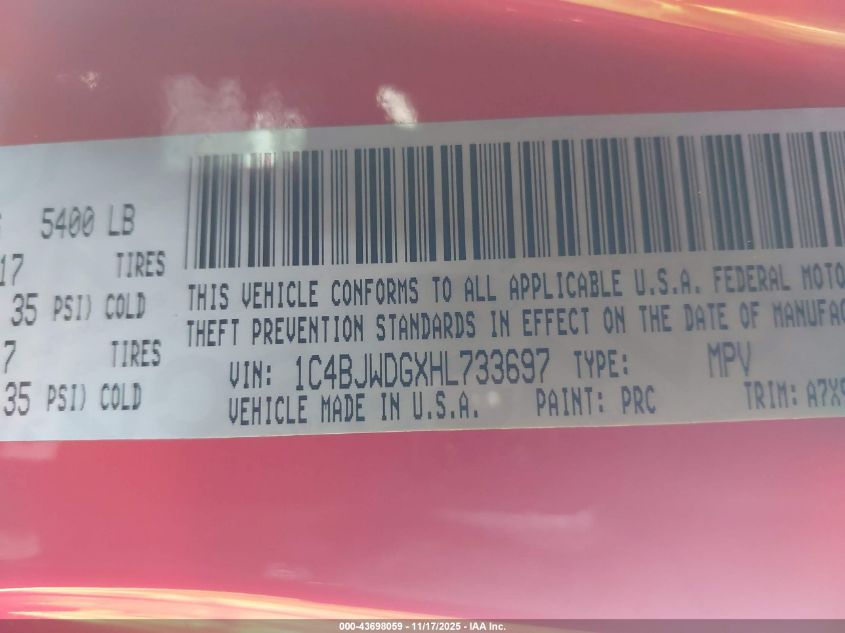 5400 LB
17 TIRES
35 PSI) COLD
7 TIRES
35 PSI) COLD
THIS VEHICLE CONFORMS TO ALL APPLICABLE U.S.A. FEDERAL MOTO
THEFT PREVENTION STANDARDS IN EFFECT ON THE DATE OF MANUFAC
VIN: 1C4BJWDGXHL733697 TYPE: MPV
VEHICLE MADE IN U.S.A. PAINT: PRC TRIM: A7X9
000-43698059 - 11/17/2025 - IAA Inc.